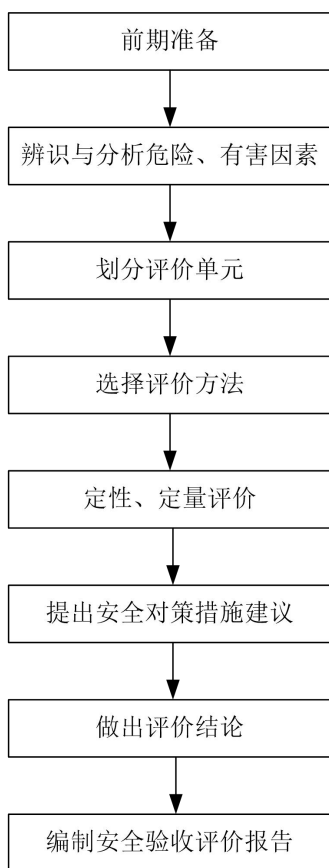 前期准备
辨识与分析危险、有害因素
划分评价单元
选择评价方法
定性、定量评价
提出安全对策措施建议
做出评价结论
编制安全验收评价报告